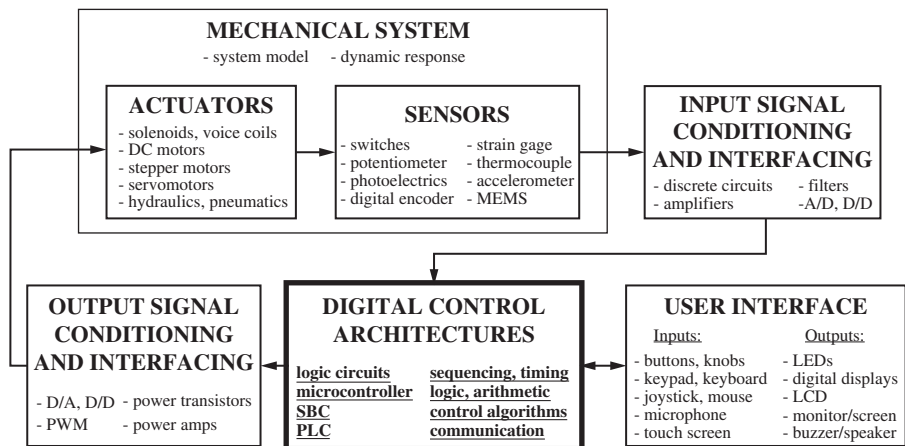 MECHANICAL SYSTEM
- system model - dynamic response
ACTUATORS
- solenoids, voice coils
- DC motors
- stepper motors
- servomotors
- hydraulics, pneumatics
SENSORS
- switches - strain gage
- potentiometer - thermocouple
- photoelectrics - accelerometer
- digital encoder - MEMS
INPUT SIGNAL
CONDITIONING
AND INTERFACING
- discrete circuits - filters
- amplifiers -A/D, D/D
OUTPUT SIGNAL
CONDITIONING
AND INTERFACING
- D/A, D/D - power transistors
- PWM - power amps
DIGITAL CONTROL
ARCHITECTURES
logic circuits sequencing, timing
microcontroller logic, arithmetic
SBC control algorithms
PLC communication
USER INTERFACE
Inputs: Outputs:
- buttons, knobs - LEDs
- keypad, keyboard - digital displays
- joystick, mouse - LCD
- microphone - monitor/screen
- touch screen - buzzer/speaker